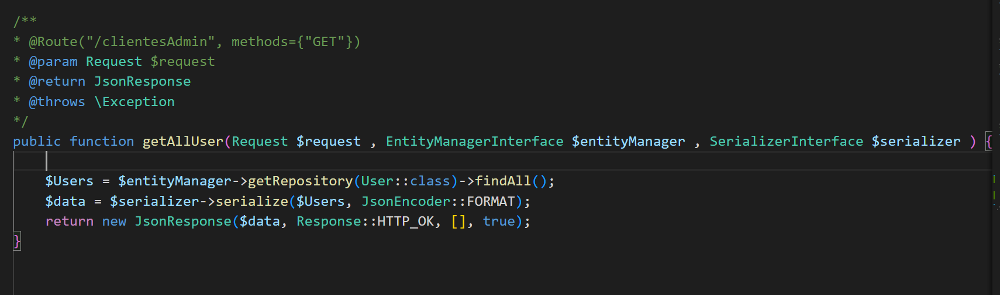 /**
* @Route("/clientesAdmin", methods={"GET"})
* @param Request $request
* @return JsonResponse
* @throws \Exception
*/
public function getAllUser(Request $request , EntityManagerInterface $entityManager , SerializerInterface $serializer ) {
$Users = $entityManager->getRepository(User::class)->findAll();
$data = $serializer->serialize($Users, JsonEncoder::FORMAT);
return new JsonResponse($data, Response::HTTP_OK, [], true);
}